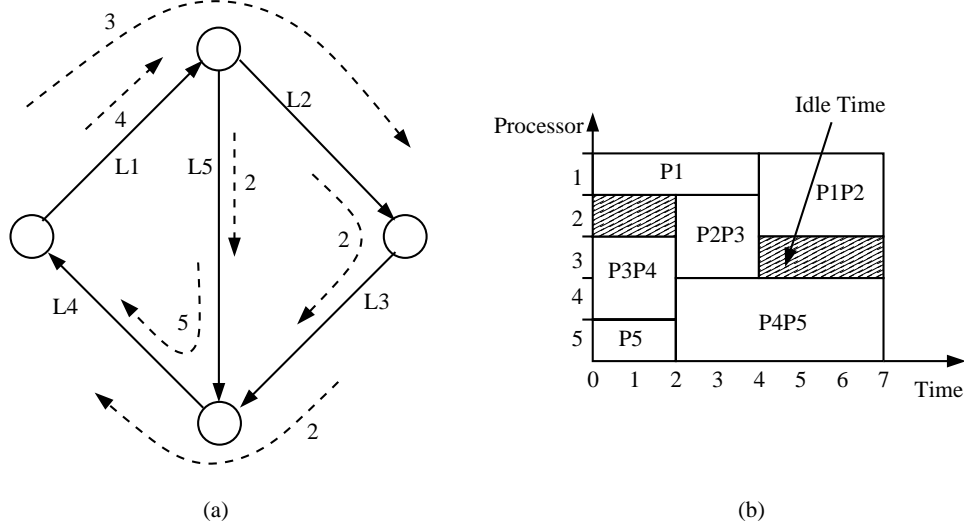 3
4
L1
L5
L2
2
2
L4
5
L3
2
(a)
Idle Time
Processor
1
2
3
4
5
P1
P1P2
P2P3
P3P4
P4P5
P5
0 1 2 3 4 5 6 7
Time
(b)